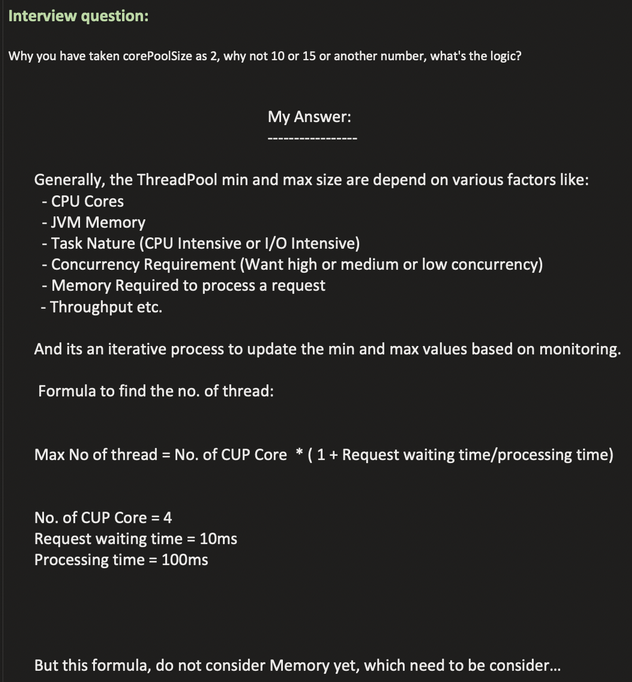 Interview question:
Why you have taken corePoolSize as 2, why not 10 or 15 or another number, what's the logic?
My Answer:
-----------------
Generally, the ThreadPool min and max size are depend on various factors like:
- CPU Cores
- JVM Memory
- Task Nature (CPU Intensive or I/O Intensive)
- Concurrency Requirement (Want high or medium or low concurrency)
- Memory Required to process a request
- Throughput etc.
And its an iterative process to update the min and max values based on monitoring.
Formula to find the no. of thread:
Max No of thread = No. of CUP Core * ( 1 + Request waiting time/processing time)
No. of CUP Core = 4
Request waiting time = 10ms
Processing time = 100ms
But this formula, do not consider Memory yet, which need to be consider...